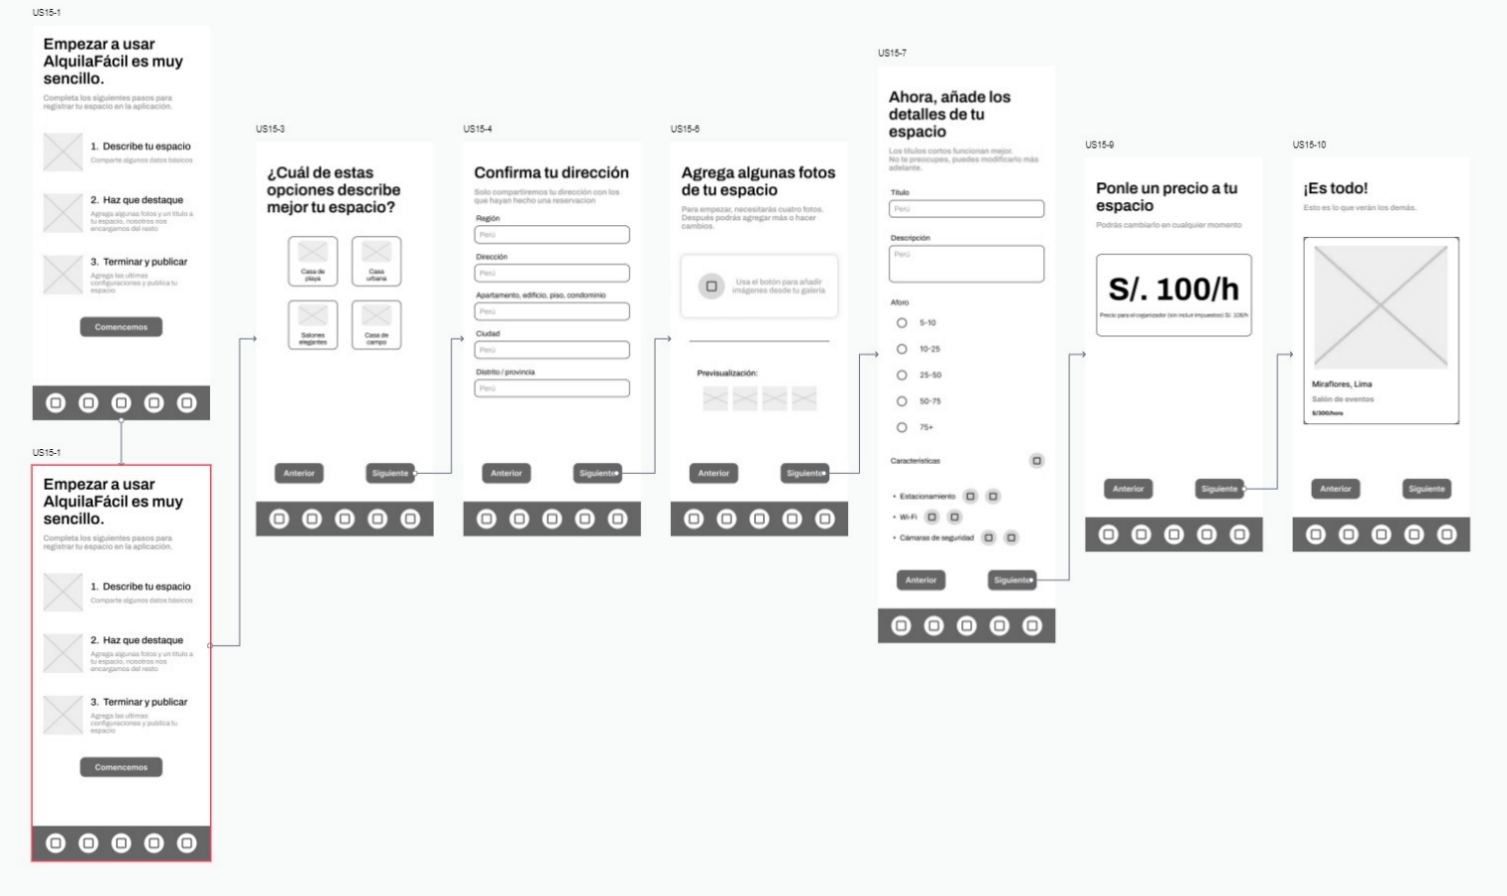 US15-1
Empezar a usar
AlquilaFácil es muy
sencillo.
Completa los siguientes pasos para
registrar tu espacio en la aplicación.
1. Describe tu espacio
Comparte algunos datos básicos
2. Haz que destaque
Agrega algunas fotos y un título a
tu espacio, nosotros nos
encargamos del resto
3. Terminar y publicar
Agrega las ultimas
configuraciones y publica tu
espacio
Comencemos
US15-1
Empezar a usar
AlquilaFácil es muy
sencillo.
Completa los siguientes pasos para
registrar tu espacio en la aplicación.
1. Describe tu espacio
Comparte algunos datos básicos
2. Haz que destaque
Agrega algunas fotos y un título a
tu espacio, nosotros nos
encargamos del resto
3. Terminar y publicar
Agrega las ultimas
configuraciones y publica tu
espacio
Comencemos
US15-3
¿Cuál de estas
opciones describe
mejor tu espacio?
Casa de
playa
Casa
urbana
Salones
elegantes
Casa de
campo
Anterior
Siguiente
US15-4
Confirma tu dirección
Solo compartiremos tu dirección con los
que hayan hecho una reservacion
Región
Perú
Dirección
Perú
Apartamento, edificio, piso, condominio
Perú
Ciudad
Perú
Distrito / provincia
Perú
Anterior
Siguiente
US15-6
Agrega algunas fotos
de tu espacio
Para empezar, necesitarás cuatro fotos.
Después podrás agregar más o hacer
cambios.
Usa el botón para añadir
imágenes desde tu galería
Previsualización:
Anterior
Siguiente
US15-7
Ahora, añade los
detalles de tu
espacio
Los títulos cortos funcionan mejor.
No te preocupes, puedes modificarlo más
adelante.
Título
Perú
Descripción
Perú
Aforo
5-10
10-25
25-50
50-75
75+
Características
• Estacionamiento
• Wi-Fi
• Cámaras de seguridad
Anterior
Siguiente
US15-9
Ponle un precio a tu
espacio
Podrás cambiarlo en cualquier momento
S/. 100/h
Precio para el organizador (sin incluir impuestos) S/. 106/h
Anterior
Siguiente
US15-10
¡Es todo!
Esto es lo que verán los demás.
Miraflores, Lima
Salón de eventos
S/300/hora
Anterior
Siguiente